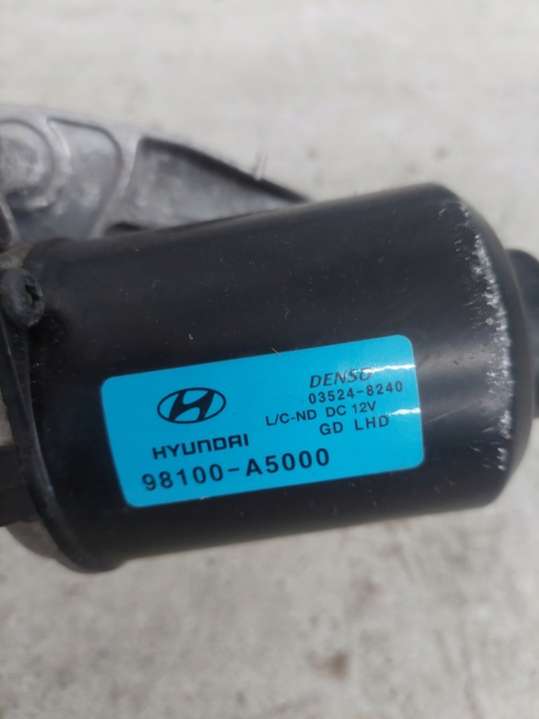 DENSO
03524-8240
L/C-ND DC 12V
GD LHD
HYUNDAI
98100-A5000